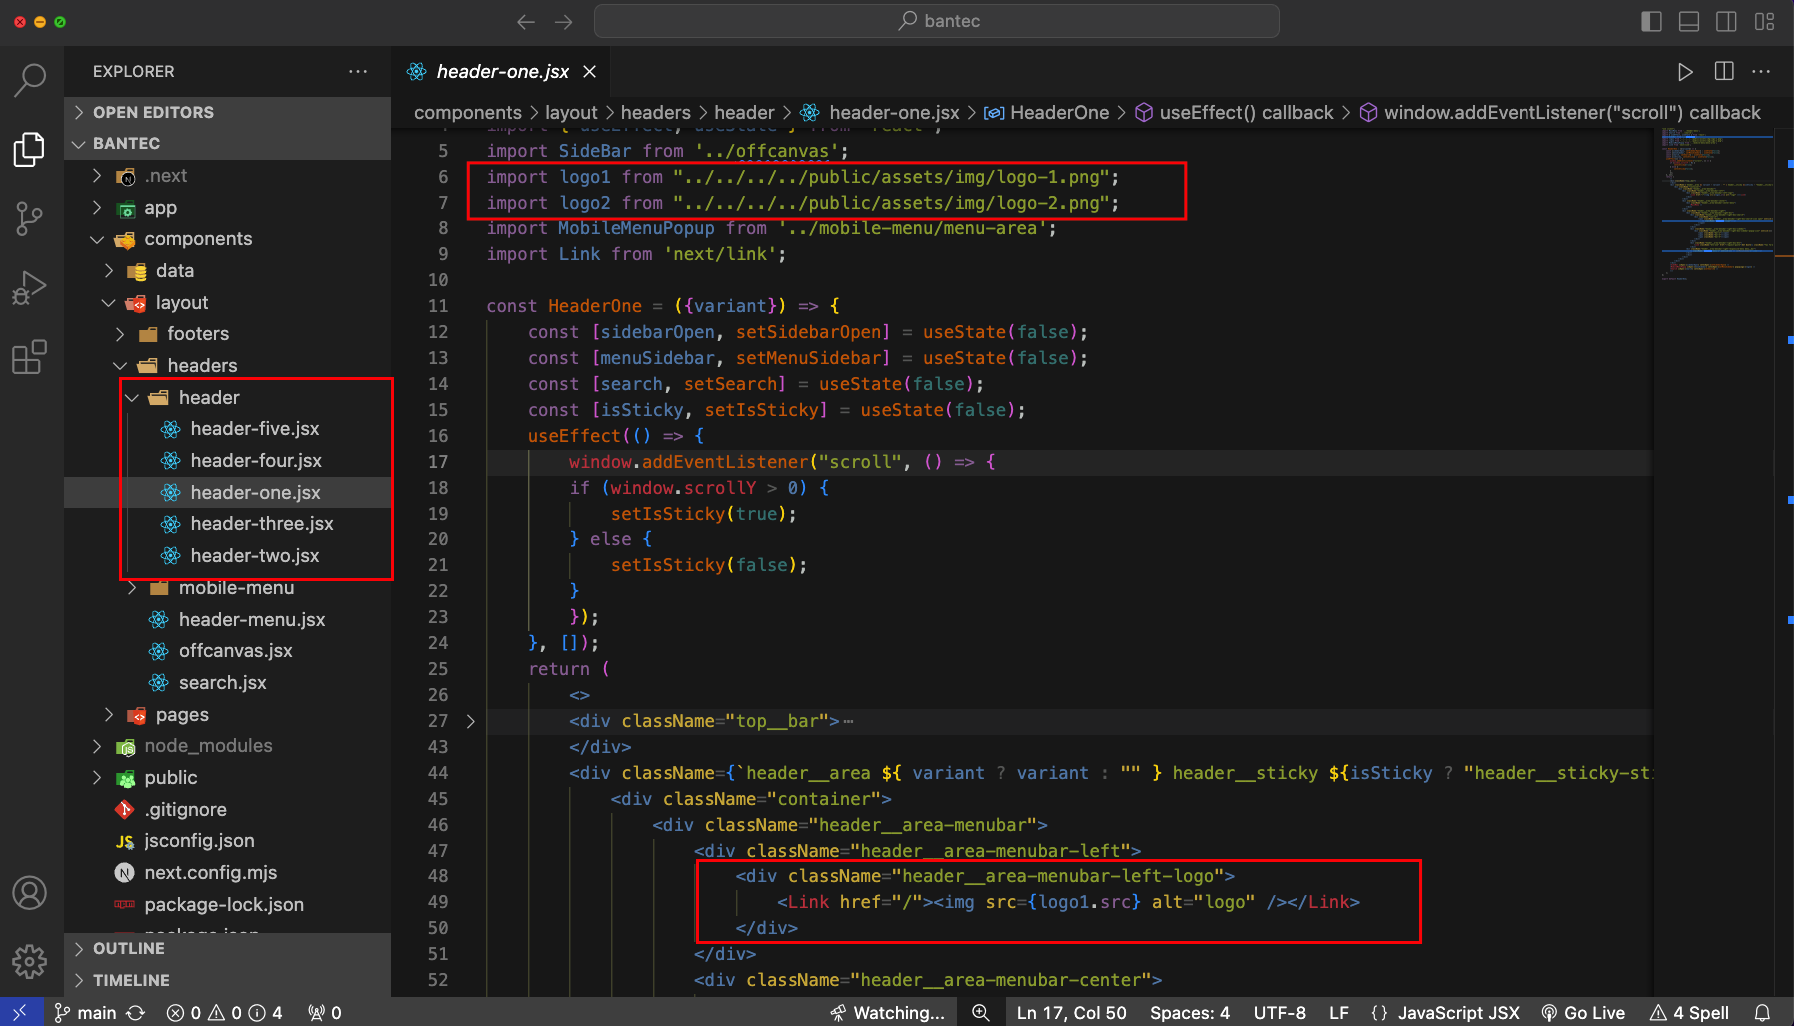 bantec
EXPLORER
OPEN EDITORS
BANTEC
.next
app
components
data
layout
footers
headers
header
header-five.jsx
header-four.jsx
header-one.jsx
header-three.jsx
header-two.jsx
mobile-menu
header-menu.jsx
offcanvas.jsx
search.jsx
pages
node_modules
public
.gitignore
JS jsconfig.json
N next.config.mjs
package-lock.json
OUTLINE
TIMELINE
header-one.jsx
components > layout > headers > header > header-one.jsx > HeaderOne > useEffect() callback > window.addEventListener("scroll") callback
5 import SideBar from '../offcanvas';
6 import logo1 from "../../../../public/assets/img/logo-1.png";
7 import logo2 from "../../../../public/assets/img/logo-2.png";
8 import MobileMenuPopup from '../mobile-menu/menu-area';
9 import Link from 'next/link';
10
11 const HeaderOne = ({variant}) => {
12 const [sidebarOpen, setSidebarOpen] = useState(false);
13 const [menuSidebar, setMenuSidebar] = useState(false);
14 const [search, setSearch] = useState(false);
15 const [isSticky, setIsSticky] = useState(false);
16 useEffect(() => {
17 window.addEventListener("scroll", () => {
18 if (window.scrollY > 0) {
19 setIsSticky(true);
20 } else {
21 setIsSticky(false);
22 }
23 });
24 }, []);
25 return (
26 <>
27 <div className="top__bar">⋯
43 </div>
44 <div className={`header__area ${ variant ? variant : "" } header__sticky ${isSticky ? "header__sticky-sti
45 <div className="container">
46 <div className="header__area-menubar">
47 <div className="header__area-menubar-left">
48 <div className="header__area-menubar-left-logo">
49 <Link href="/"><img src={logo1.src} alt="logo" /></Link>
50 </div>
51 </div>
52 <div className="header__area-menubar-center">
main 0 0 4 0 Watching... Ln 17, Col 50 Spaces: 4 UTF-8 LF {} JavaScript JSX Go Live 4 Spell